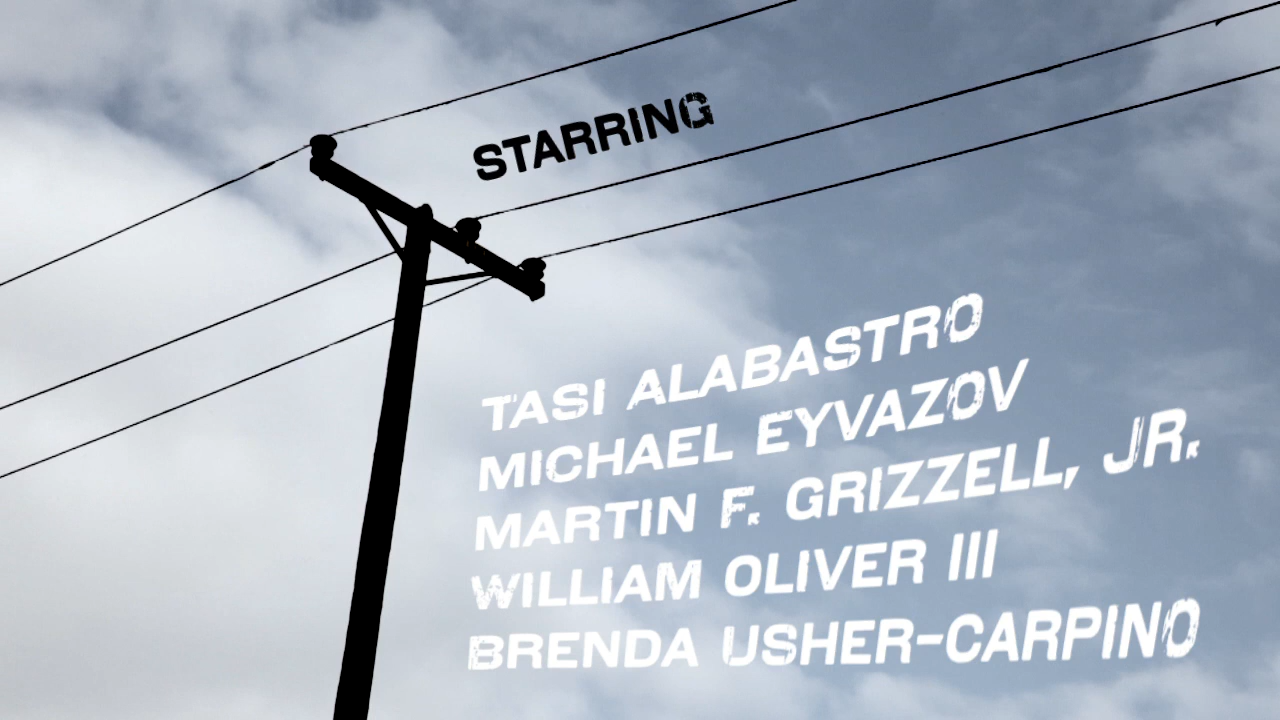 STARRING
TASI ALABASTRO
MICHAEL EYVAZOV
MARTIN F. GRIZZELL, JR.
WILLIAM OLIVER III
BRENDA USHER-CARPINO